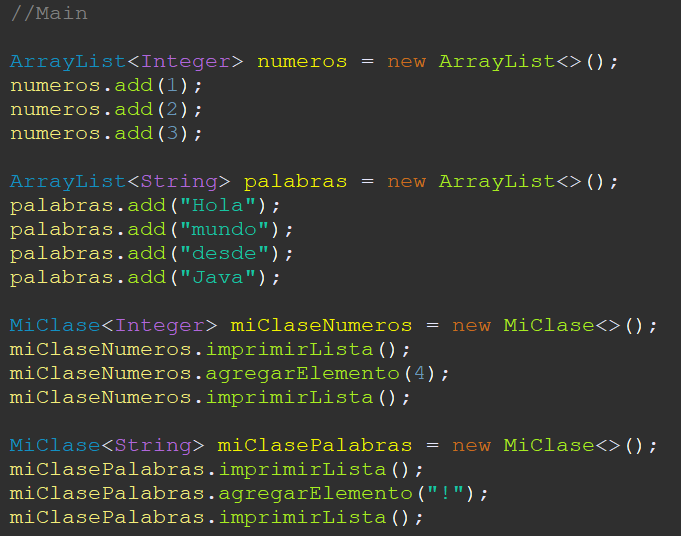 //Main
ArrayList<Integer> numeros = new ArrayList<>();
numeros.add(1);
numeros.add(2);
numeros.add(3);
ArrayList<String> palabras = new ArrayList<>();
palabras.add("Hola");
palabras.add("mundo");
palabras.add("desde");
palabras.add("Java");
MiClase<Integer> miClaseNumeros = new MiClase<>();
miClaseNumeros.imprimirLista();
miClaseNumeros.agregarElemento(4);
miClaseNumeros.imprimirLista();
MiClase<String> miClasePalabras = new MiClase<>();
miClasePalabras.imprimirLista();
miClasePalabras.agregarElemento("!");
miClasePalabras.imprimirLista();